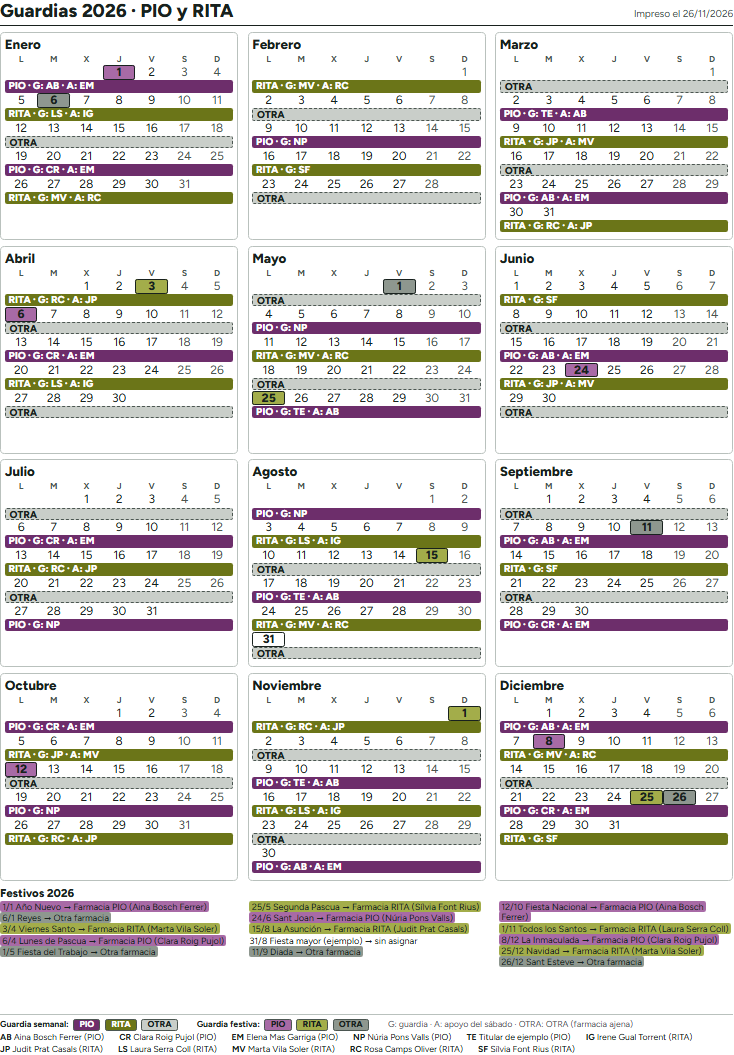 Guardias 2026 · PIO y RITA
Impreso el 26/11/2026
Enero
L M X J V S D
1 2 3 4
PIO · G: AB · A: EM
5 6 7 8 9 10 11
RITA · G: LS · A: IG
12 13 14 15 16 17 18
OTRA
19 20 21 22 23 24 25
PIO · G: CR · A: EM
26 27 28 29 30 31
RITA · G: MV · A: RC
Febrero
L M X J V S D
1
RITA · G: MV · A: RC
2 3 4 5 6 7 8
OTRA
9 10 11 12 13 14 15
PIO · G: NP
16 17 18 19 20 21 22
RITA · G: SF
23 24 25 26 27 28
OTRA
Marzo
L M X J V S D
1
OTRA
2 3 4 5 6 7 8
PIO · G: TE · A: AB
9 10 11 12 13 14 15
RITA · G: JP · A: MV
16 17 18 19 20 21 22
OTRA
23 24 25 26 27 28 29
PIO · G: AB · A: EM
30 31
RITA · G: RC · A: JP
Abril
L M X J V S D
1 2 3 4 5
RITA · G: RC · A: JP
6 7 8 9 10 11 12
OTRA
13 14 15 16 17 18 19
PIO · G: CR · A: EM
20 21 22 23 24 25 26
RITA · G: LS · A: IG
27 28 29 30
OTRA
Mayo
L M X J V S D
1 2 3
OTRA
4 5 6 7 8 9 10
PIO · G: NP
11 12 13 14 15 16 17
RITA · G: MV · A: RC
18 19 20 21 22 23 24
OTRA
25 26 27 28 29 30 31
PIO · G: TE · A: AB
Junio
L M X J V S D
1 2 3 4 5 6 7
RITA · G: SF
8 9 10 11 12 13 14
OTRA
15 16 17 18 19 20 21
PIO · G: AB · A: EM
22 23 24 25 26 27 28
RITA · G: JP · A: MV
29 30
OTRA
Julio
L M X J V S D
1 2 3 4 5
OTRA
6 7 8 9 10 11 12
PIO · G: CR · A: EM
13 14 15 16 17 18 19
RITA · G: RC · A: JP
20 21 22 23 24 25 26
OTRA
27 28 29 30 31
PIO · G: NP
Agosto
L M X J V S D
1 2
PIO · G: NP
3 4 5 6 7 8 9
RITA · G: LS · A: IG
10 11 12 13 14 15 16
OTRA
17 18 19 20 21 22 23
PIO · G: TE · A: AB
24 25 26 27 28 29 30
RITA · G: MV · A: RC
31
OTRA
Septiembre
L M X J V S D
1 2 3 4 5 6
OTRA
7 8 9 10 11 12 13
PIO · G: AB · A: EM
14 15 16 17 18 19 20
RITA · G: SF
21 22 23 24 25 26 27
OTRA
28 29 30
PIO · G: CR · A: EM
Octubre
L M X J V S D
1 2 3 4
PIO · G: CR · A: EM
5 6 7 8 9 10 11
RITA · G: JP · A: MV
12 13 14 15 16 17 18
OTRA
19 20 21 22 23 24 25
PIO · G: NP
26 27 28 29 30 31
RITA · G: RC · A: JP
Noviembre
L M X J V S D
1
RITA · G: RC · A: JP
2 3 4 5 6 7 8
OTRA
9 10 11 12 13 14 15
PIO · G: TE · A: AB
16 17 18 19 20 21 22
RITA · G: LS · A: IG
23 24 25 26 27 28 29
OTRA
30
PIO · G: AB · A: EM
Diciembre
L M X J V S D
1 2 3 4 5 6
PIO · G: AB · A: EM
7 8 9 10 11 12 13
RITA · G: MV · A: RC
14 15 16 17 18 19 20
OTRA
21 22 23 24 25 26 27
PIO · G: CR · A: EM
28 29 30 31
RITA · G: SF
Festivos 2026
1/1 Año Nuevo → Farmacia PIO (Aina Bosch Ferrer)
6/1 Reyes → Otra farmacia
3/4 Viernes Santo → Farmacia RITA (Marta Vila Soler)
6/4 Lunes de Pascua → Farmacia PIO (Clara Roig Pujol)
1/5 Fiesta del Trabajo → Otra farmacia
25/5 Segunda Pascua → Farmacia RITA (Sílvia Font Rius)
24/6 Sant Joan → Farmacia PIO (Núria Pons Valls)
15/8 La Asunción → Farmacia RITA (Judit Prat Casals)
31/8 Fiesta mayor (ejemplo) → sin asignar
11/9 Diada → Otra farmacia
12/10 Fiesta Nacional → Farmacia PIO (Aina Bosch
Ferrer)
1/11 Todos los Santos → Farmacia RITA (Laura Serra Coll)
8/12 La Inmaculada → Farmacia PIO (Clara Roig Pujol)
25/12 Navidad → Farmacia RITA (Marta Vila Soler)
26/12 Sant Esteve → Otra farmacia
Guardia semanal: PIO RITA OTRA Guardia festiva: PIO RITA OTRA G: guardia · A: apoyo del sábado · OTRA: OTRA (farmacia ajena)
AB Aina Bosch Ferrer (PIO) CR Clara Roig Pujol (PIO) EM Elena Mas Garriga (PIO) NP Núria Pons Valls (PIO) TE Titular de ejemplo (PIO) IG Irene Gual Torrent (RITA)
JP Judit Prat Casals (RITA) LS Laura Serra Coll (RITA) MV Marta Vila Soler (RITA) RC Rosa Camps Oliver (RITA) SF Sílvia Font Rius (RITA)